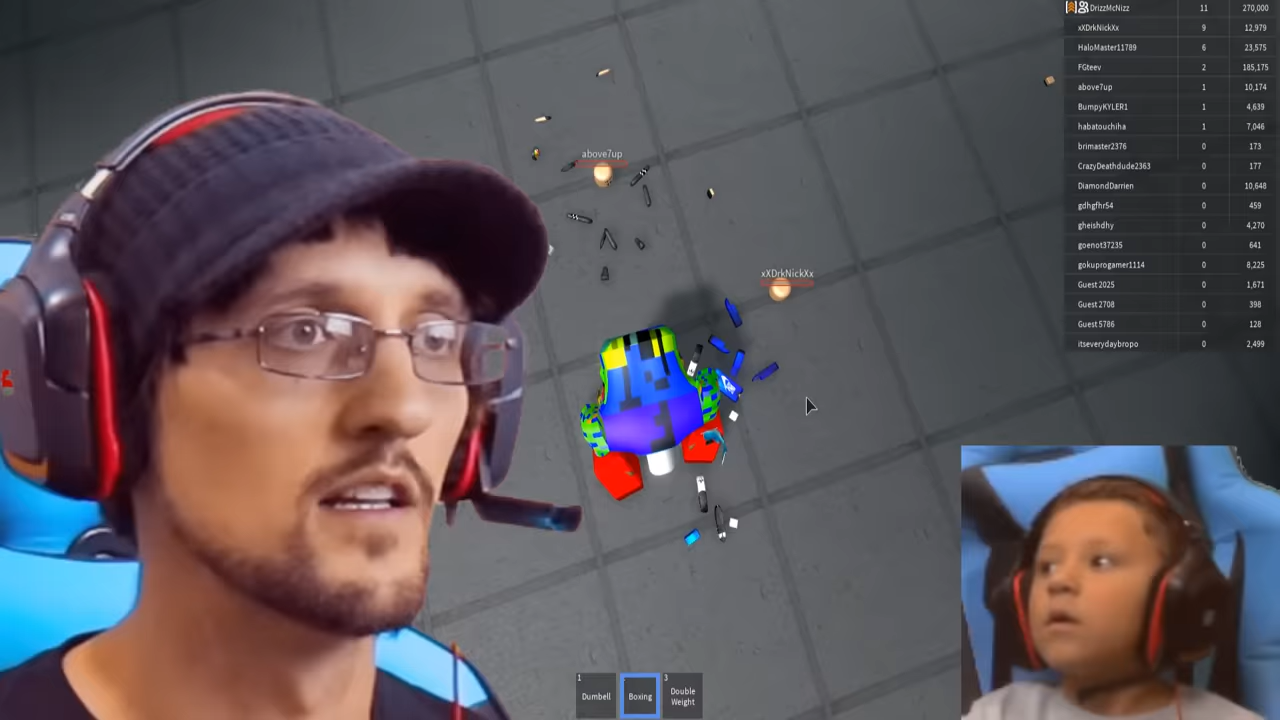 DrizzMcNizz 11 270,000
xXDrkNickXx 9 12,979
HaloMaster11789 6 23,575
FGteev 2 185,175
above7up 1 10,174
BumpyKYLER1 1 4,639
habatouchiha 1 7,046
brimaster2376 0 173
CrazyDeathdude2363 0 177
DiamondDarrien 0 10,648
gdhgfhr54 0 459
gheishdhy 0 4,270
goenot37235 0 641
gokuprogamer1114 0 8,225
Guest 2025 0 1,671
Guest 2708 0 398
Guest 5786 0 128
itseverydaybropo 0 2,499
above7up
xXDrkNickXx
1
Dumbell
Boxing
3
Double
Weight